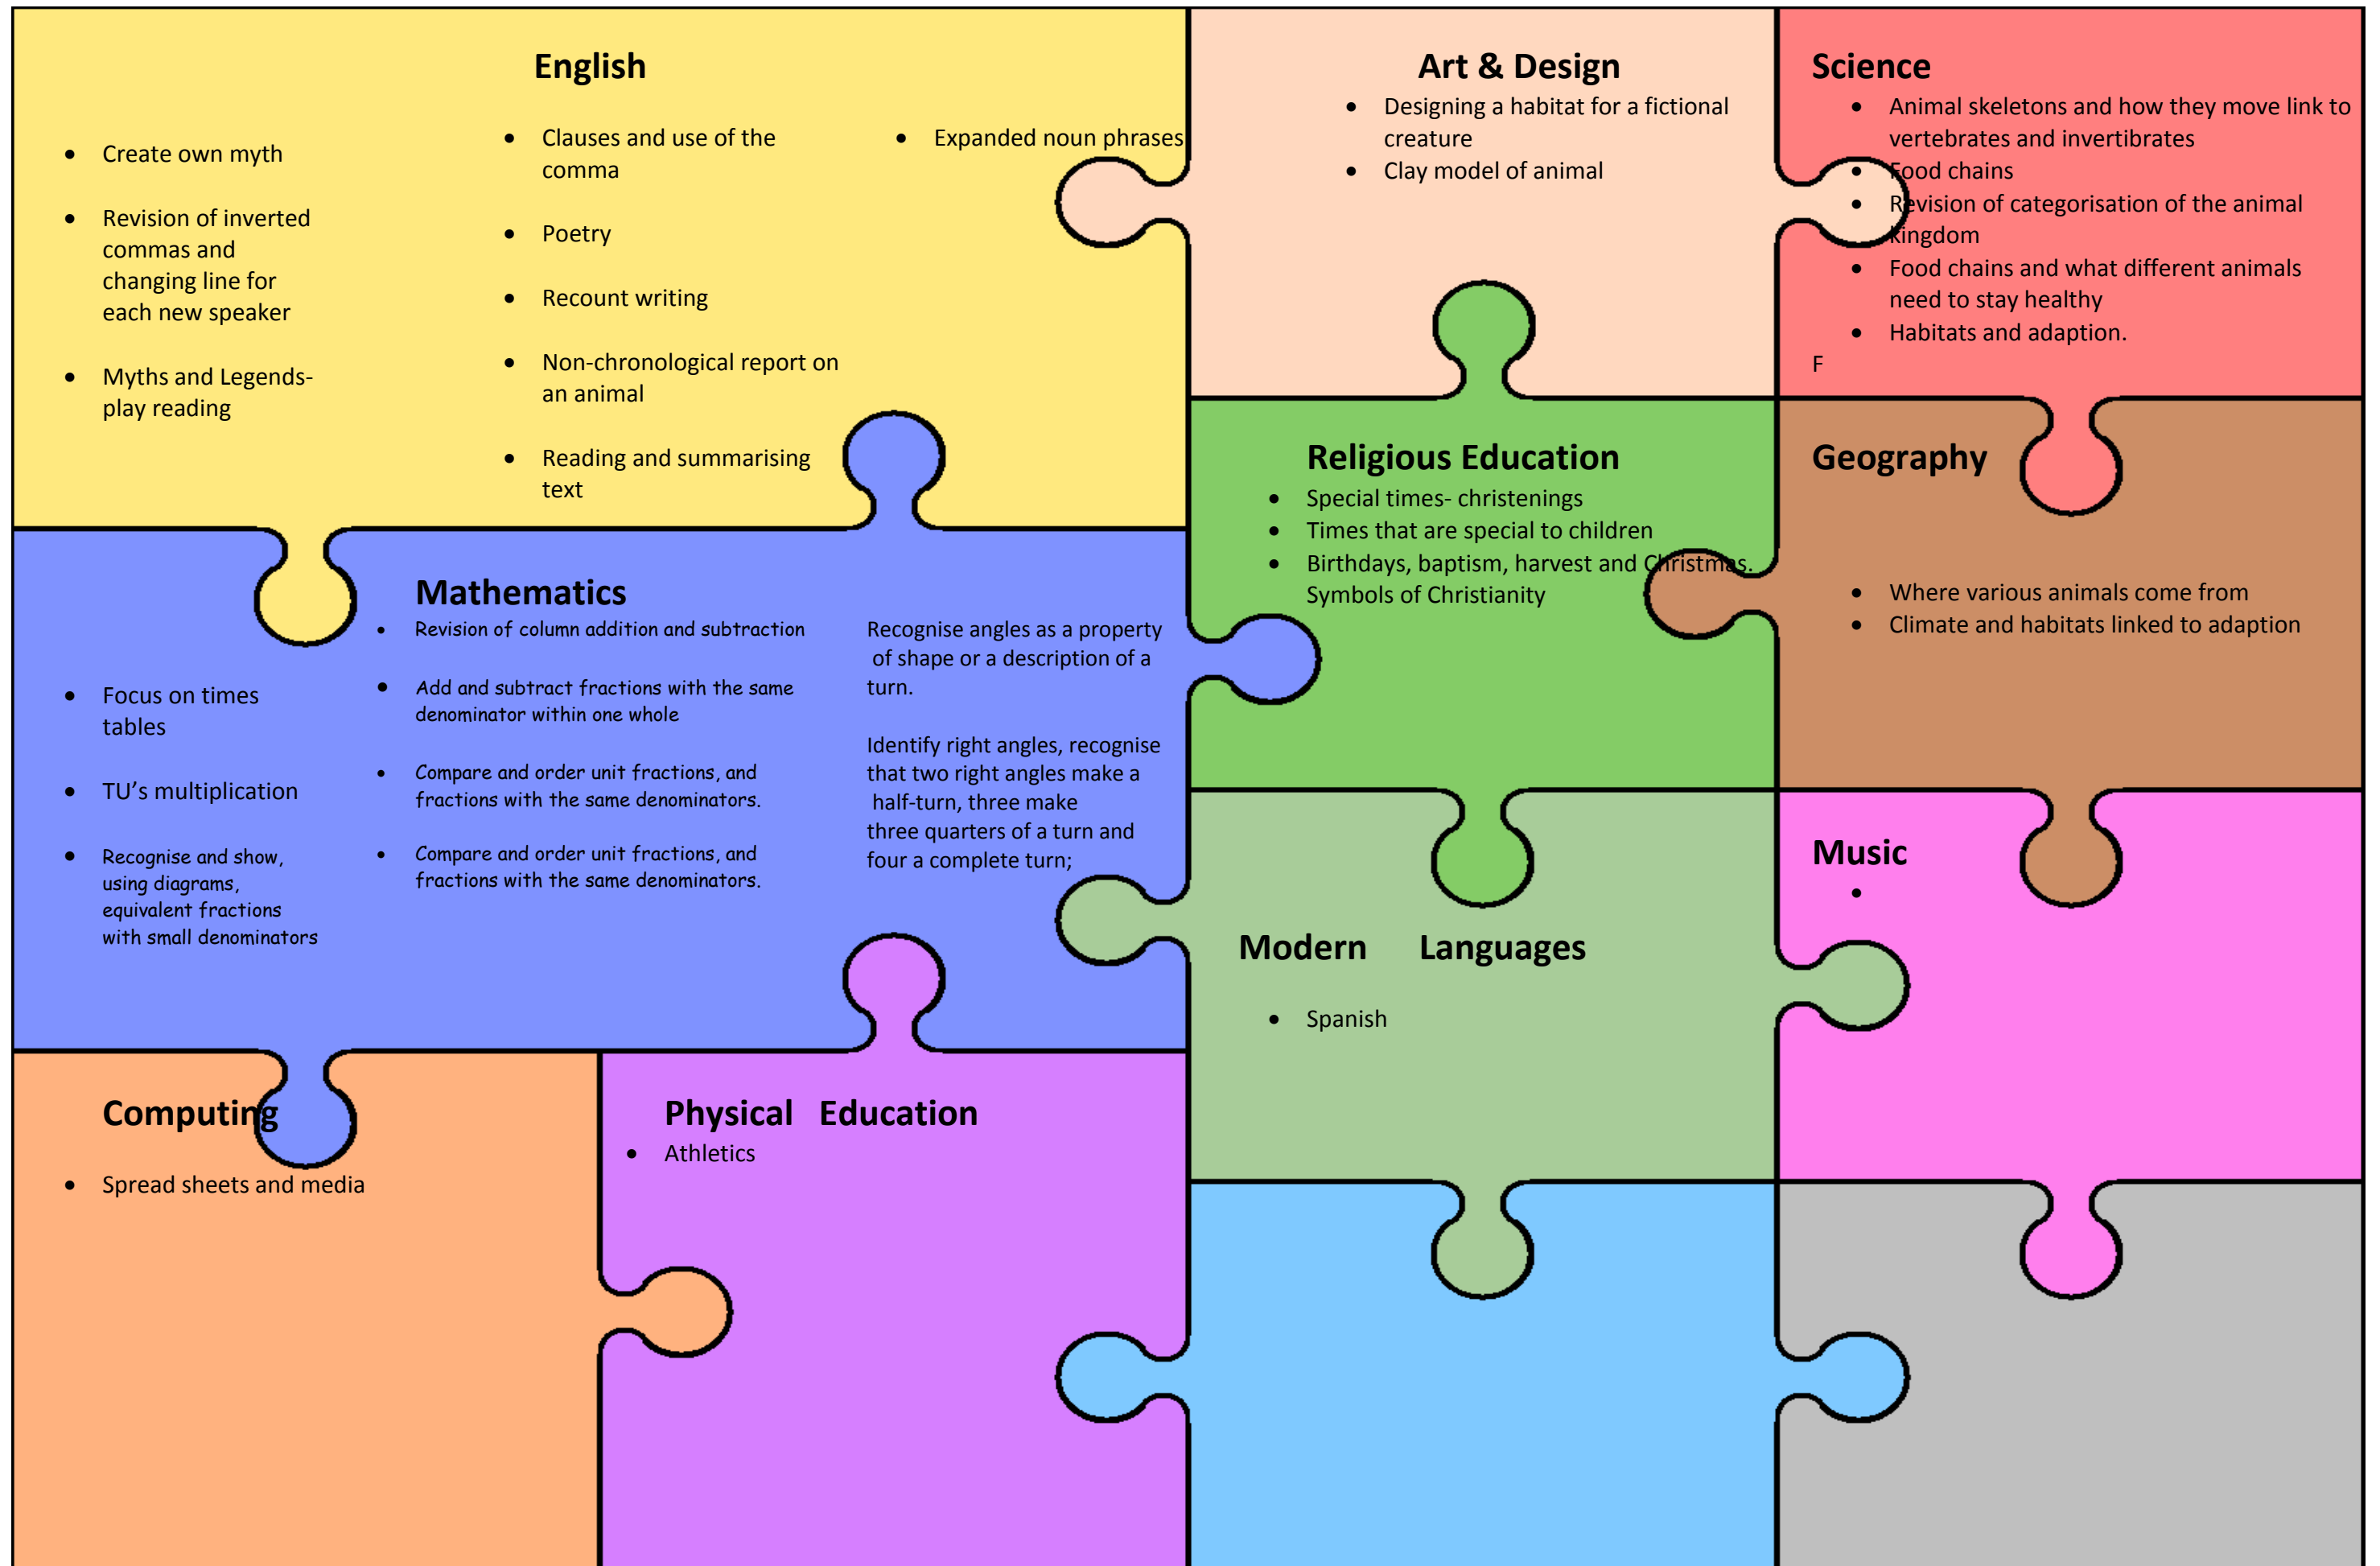 English
• Create own myth
• Revision of inverted
commas and
changing line for
each new speaker
• Myths and Legends-
play reading
• Clauses and use of the
comma
• Poetry
• Recount writing
• Non-chronological report on
an animal
• Reading and summarising
text
• Expanded noun phrases
Art & Design
• Designing a habitat for a fictional
creature
• Clay model of animal
Science
• Animal skeletons and how they move link to
vertebrates and invertibrates
• Food chains
• Revision of categorisation of the animal
kingdom
• Food chains and what different animals
need to stay healthy
• Habitats and adaption.
F
Religious Education
• Special times- christenings
• Times that are special to children
• Birthdays, baptism, harvest and Christmas.
Symbols of Christianity
Geography
• Where various animals come from
• Climate and habitats linked to adaption
Mathematics
• Focus on times
tables
• TU’s multiplication
• Recognise and show,
using diagrams,
equivalent fractions
with small denominators
• Revision of column addition and subtraction
• Add and subtract fractions with the same
denominator within one whole
• Compare and order unit fractions, and
fractions with the same denominators.
• Compare and order unit fractions, and
fractions with the same denominators.
Recognise angles as a property
of shape or a description of a
turn.
Identify right angles, recognise
that two right angles make a
half-turn, three make
three quarters of a turn and
four a complete turn;
Modern Languages
• Spanish
Music
•
Computing
• Spread sheets and media
Physical Education
• Athletics